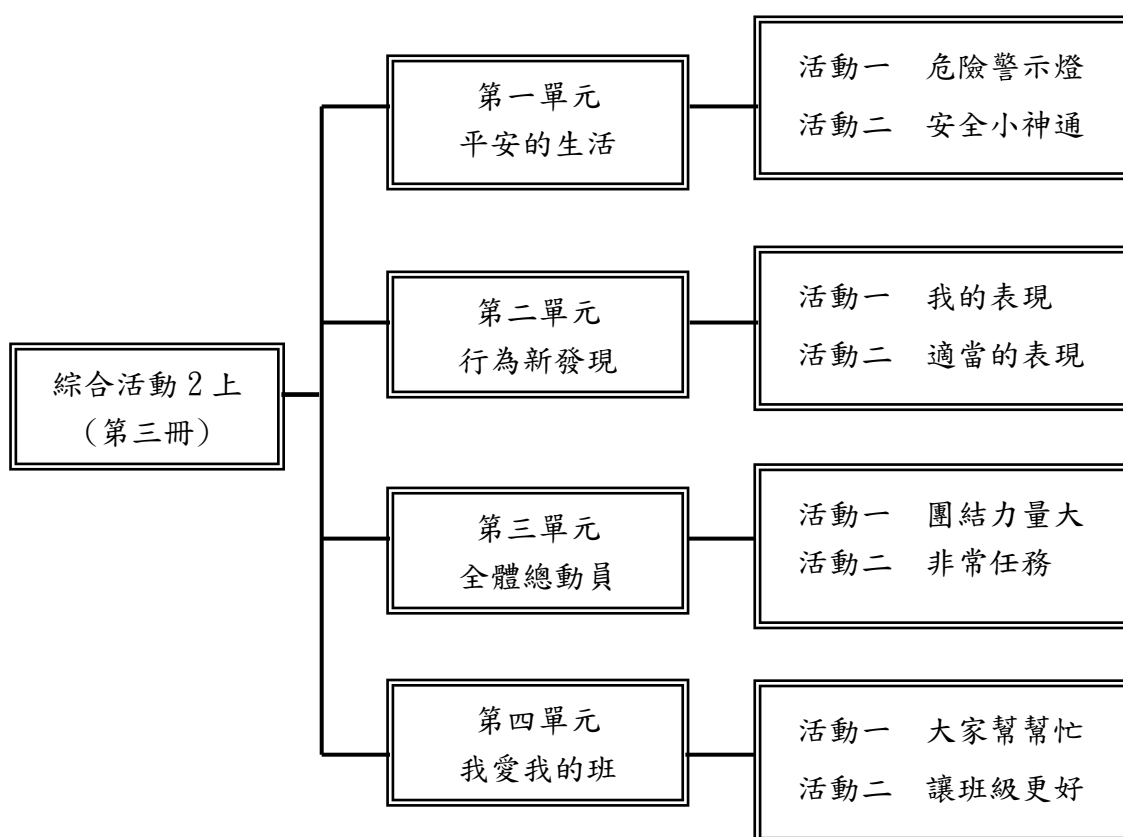 綜合活動2上
（第三冊）
第一單元
平安的生活
活動一　危險警示燈
活動二　安全小神通
第二單元
行為新發現
活動一　我的表現
活動二　適當的表現
第三單元
全體總動員
活動一　團結力量大
活動二　非常任務
第四單元
我愛我的班
活動一　大家幫幫忙
活動二　讓班級更好